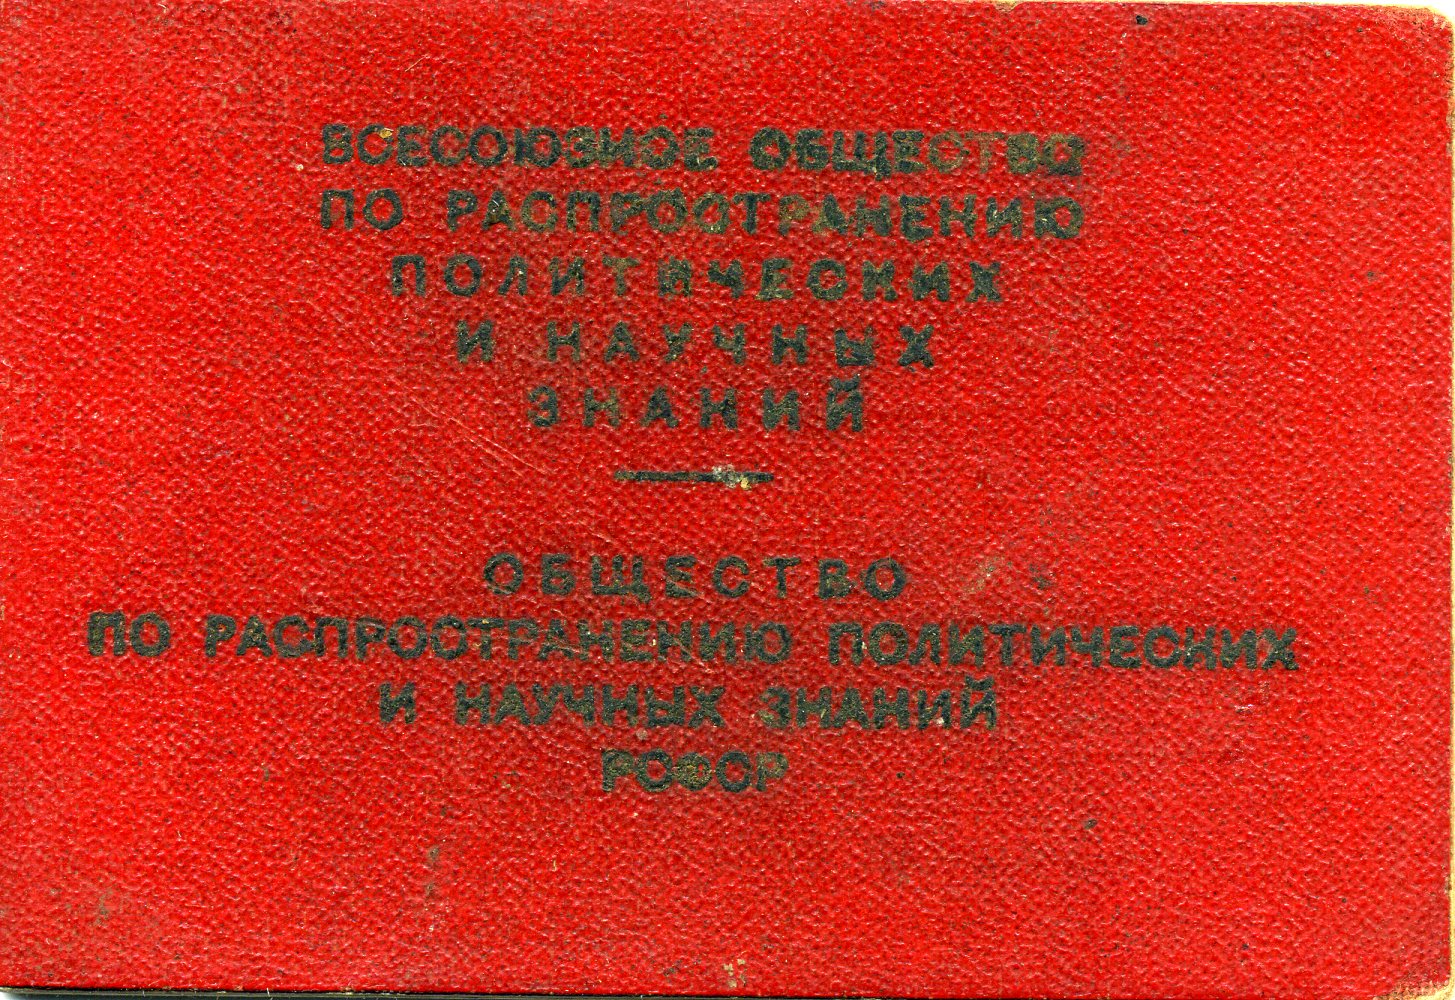 ВСЕСОЮЗНОЕ ОБЩЕСТВО
ПО РАСПРОСТРАНЕНИЮ
ПОЛИТИЧЕСКИХ
И НАУЧНЫХ
ЗНАНИЙ
ОБЩЕСТВО
ПО РАСПРОСТРАНЕНИЮ ПОЛИТИЧЕСКИХ
И НАУЧНЫХ ЗНАНИЙ
РСФСР